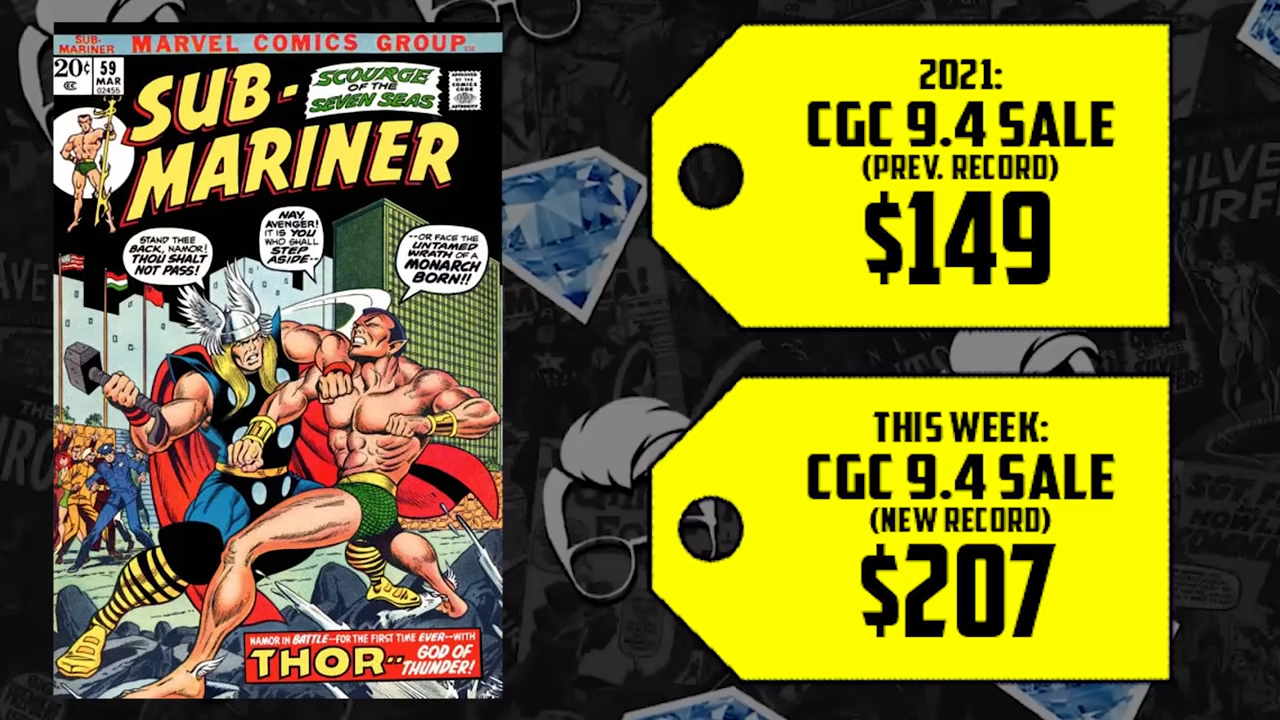 SUB-
MARINER
MARVEL COMICS GROUP
20¢
59
MAR
02455
SCOURGE
OF THE
SEVEN SEAS
APPROVED
BY THE
COMICS
CODE
AUTHORITY
SUB-
MARINER
STAND THEE
BACK, NAMOR!
THOU SHALT
NOT PASS!
NAY,
AVENGER!
IT IS YOU
WHO SHALL
STEP
ASIDE--
--OR FACE THE
UNTAMED
WRATH OF A
MONARCH
BORN!!
NAMOR IN BATTLE--FOR THE FIRST TIME EVER--WITH
THOR--
GOD OF
THUNDER!
2021:
CGC 9.4 SALE
(PREV. RECORD)
$149
THIS WEEK:
CGC 9.4 SALE
(NEW RECORD)
$207